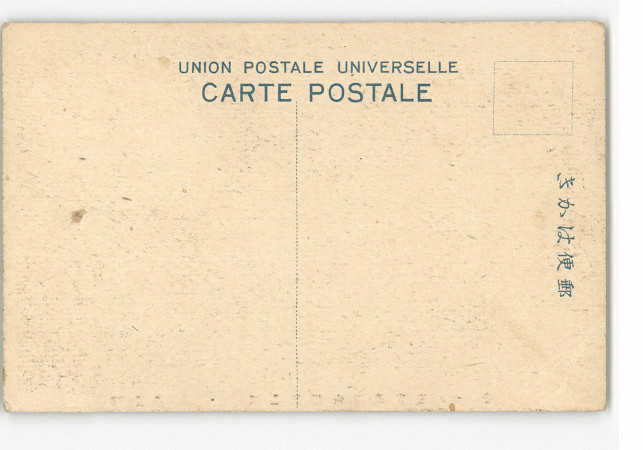 UNION POSTALE UNIVERSELLE
CARTE POSTALE
郵便はかき